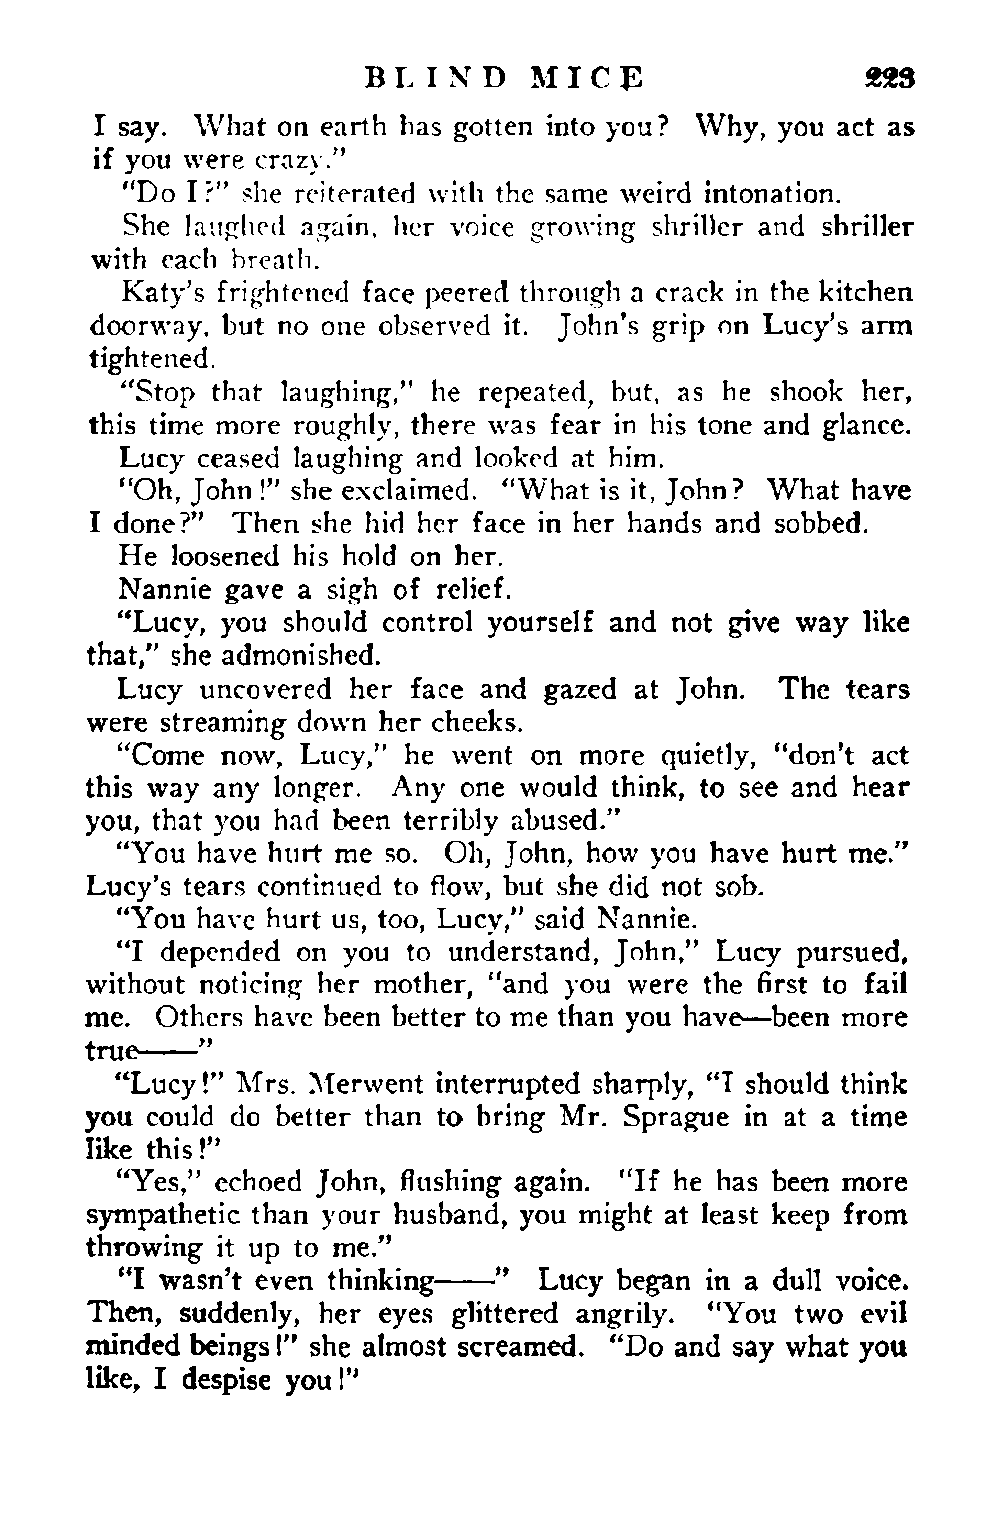 BLIND MICE 223
I say. What on earth has gotten into you? Why, you act as
if you were crazy."
"Do I?" she reiterated with the same weird intonation.
She laughed again, her voice growing shriller and shriller
with each breath.
Katy's frightened face peered through a crack in the kitchen
doorway, but no one observed it. John's grip on Lucy's arm
tightened.
"Stop that laughing," he repeated, but, as he shook her,
this time more roughly, there was fear in his tone and glance.
Lucy ceased laughing and looked at him.
"Oh, John!" she exclaimed. "What is it, John? What have
I done?" Then she hid her face in her hands and sobbed.
He loosened his hold on her.
Nannie gave a sigh of relief.
"Lucy, you should control yourself and not give way like
that," she admonished.
Lucy uncovered her face and gazed at John. The tears
were streaming down her cheeks.
"Come now, Lucy," he went on more quietly, "don't act
this way any longer. Any one would think, to see and hear
you, that you had been terribly abused."
"You have hurt me so. Oh, John, how you have hurt me."
Lucy's tears continued to flow, but she did not sob.
"You have hurt us, too, Lucy," said Nannie.
"I depended on you to understand, John," Lucy pursued,
without noticing her mother, "and you were the first to fail
me. Others have been better to me than you have—been more
true——"
"Lucy!" Mrs. Merwent interrupted sharply, "I should think
you could do better than to bring Mr. Sprague in at a time
like this!"
"Yes," echoed John, flushing again. "If he has been more
sympathetic than your husband, you might at least keep from
throwing it up to me."
"I wasn't even thinking——" Lucy began in a dull voice.
Then, suddenly, her eyes glittered angrily. "You two evil
minded beings!" she almost screamed. "Do and say what you
like, I despise you!"